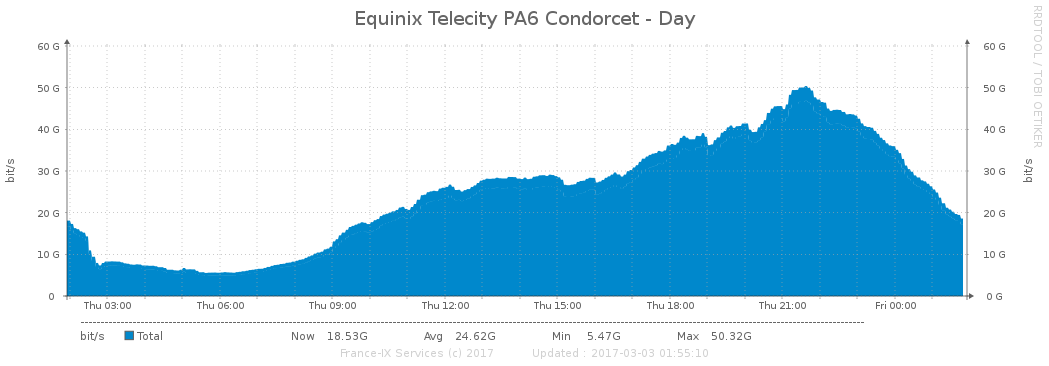 Equinix Telecity PA6 Condorcet - Day
RRDTOOL / TOBI OETIKER
60 G 60 G
50 G 50 G
40 G 40 G
30 G 30 G
20 G 20 G
10 G 10 G
0 0 G
bit/s
bit/s
Thu 03:00 Thu 06:00 Thu 09:00 Thu 12:00 Thu 15:00 Thu 18:00 Thu 21:00 Fri 00:00
bit/s Total Now 18.53G Avg 24.62G Min 5.47G Max 50.32G
France-IX Services (c) 2017 Updated : 2017-03-03 01:55:10